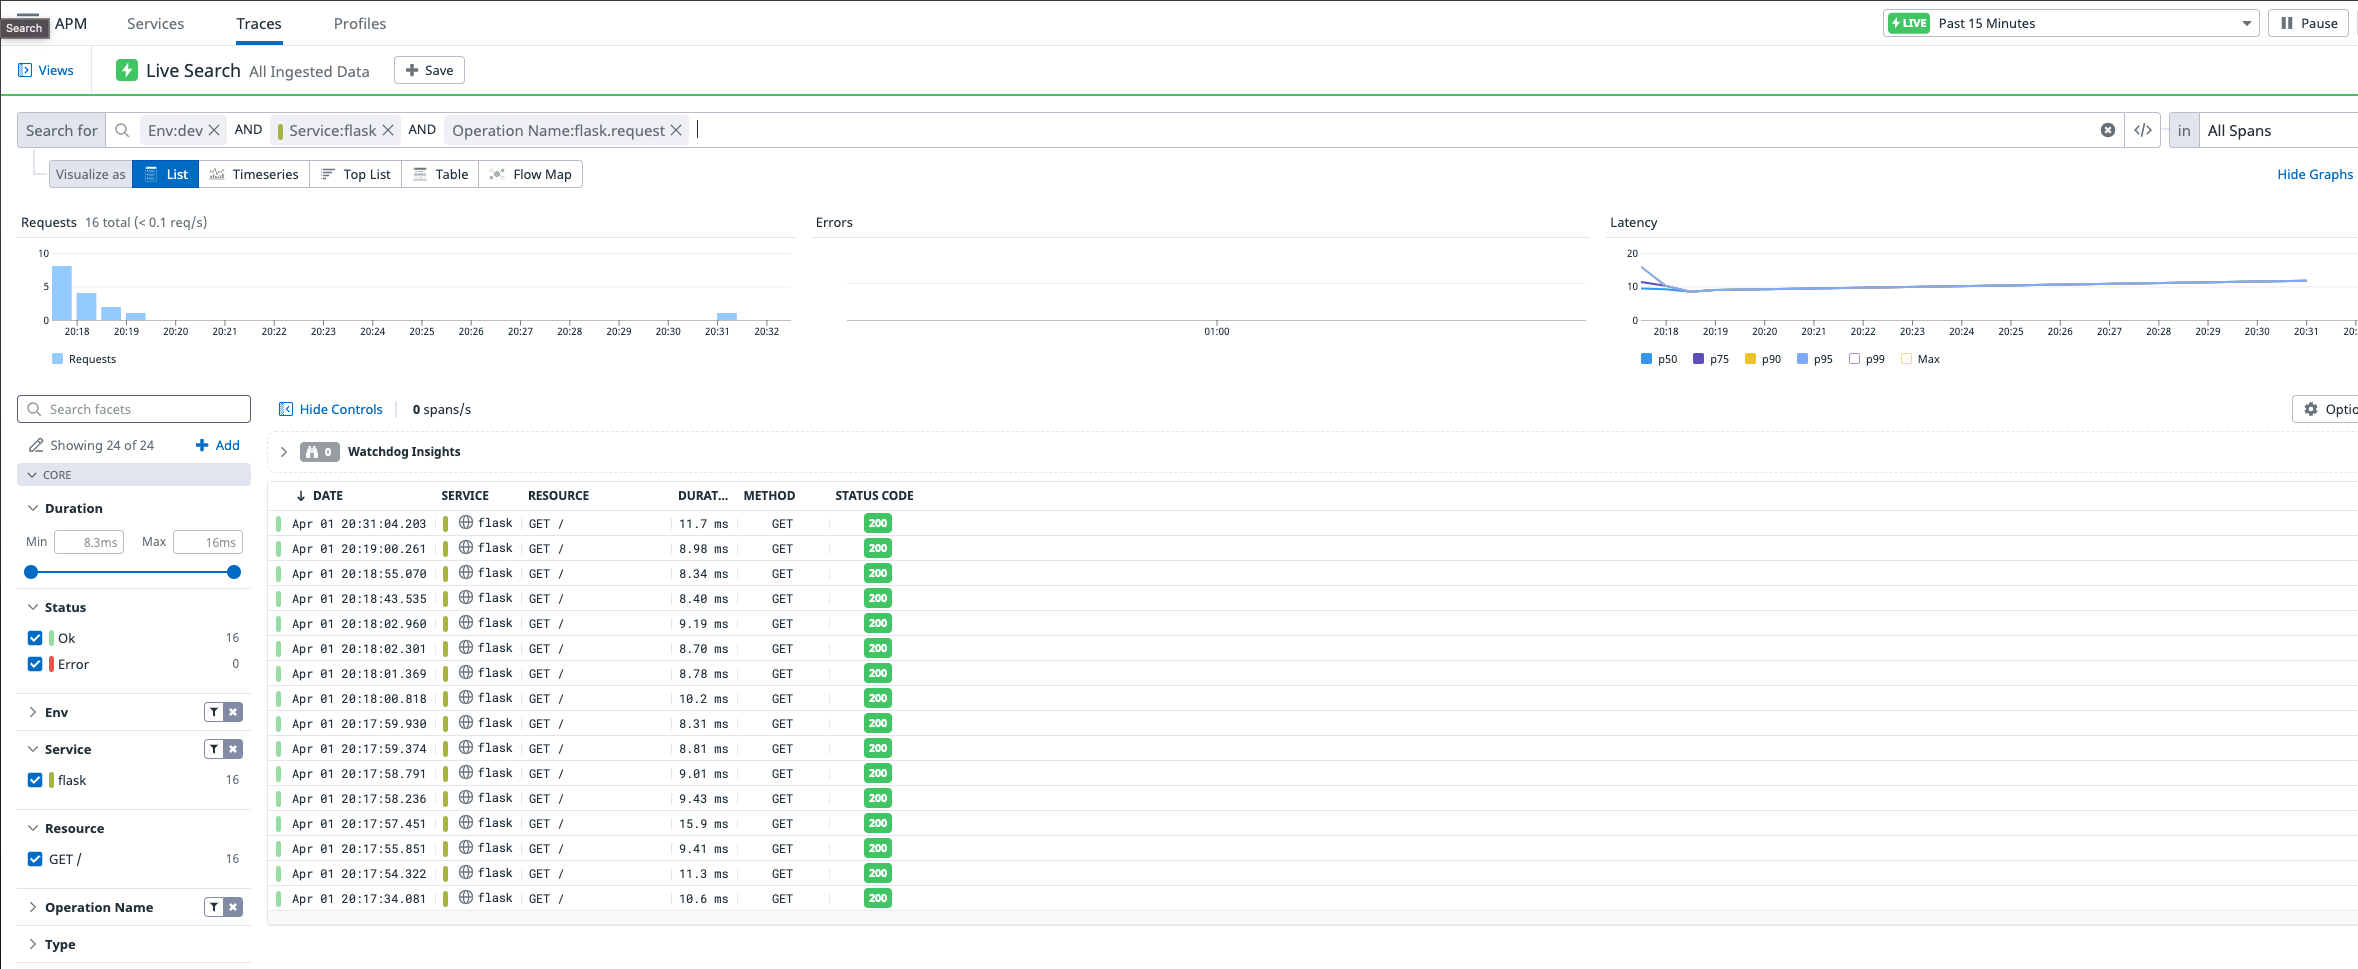 Search
APM Services Traces Profiles LIVE Past 15 Minutes Pause
Views Live Search All Ingested Data + Save
Search for Env:dev AND Service:flask AND Operation Name:flask.request </> in All Spans
Visualize as List Timeseries Top List Table Flow Map Hide Graphs
Requests 16 total (< 0.1 req/s)
10
5
0
20:18 20:19 20:20 20:21 20:22 20:23 20:24 20:25 20:26 20:27 20:28 20:29 20:30 20:31 20:32
Requests
Errors
01:00
Latency
20
10
0
20:18 20:19 20:20 20:21 20:22 20:23 20:24 20:25 20:26 20:27 20:28 20:29 20:30 20:31 20:
p50 p75 p90 p95 p99 Max
Search facets
Showing 24 of 24 + Add
CORE
Duration
Min 8.3ms Max 16ms
Status
Ok 16
Error 0
Env
Service
flask 16
Resource
GET / 16
Operation Name
Type
Hide Controls 0 spans/s Optio
0 Watchdog Insights
DATE SERVICE RESOURCE DURAT... METHOD STATUS CODE
Apr 01 20:31:04.203 flask GET / 11.7 ms GET 200
Apr 01 20:19:00.261 flask GET / 8.98 ms GET 200
Apr 01 20:18:55.070 flask GET / 8.34 ms GET 200
Apr 01 20:18:43.535 flask GET / 8.40 ms GET 200
Apr 01 20:18:02.960 flask GET / 9.19 ms GET 200
Apr 01 20:18:02.301 flask GET / 8.70 ms GET 200
Apr 01 20:18:01.369 flask GET / 8.78 ms GET 200
Apr 01 20:18:00.818 flask GET / 10.2 ms GET 200
Apr 01 20:17:59.930 flask GET / 8.31 ms GET 200
Apr 01 20:17:59.374 flask GET / 8.81 ms GET 200
Apr 01 20:17:58.791 flask GET / 9.01 ms GET 200
Apr 01 20:17:58.236 flask GET / 9.43 ms GET 200
Apr 01 20:17:57.451 flask GET / 15.9 ms GET 200
Apr 01 20:17:55.851 flask GET / 9.41 ms GET 200
Apr 01 20:17:54.322 flask GET / 11.3 ms GET 200
Apr 01 20:17:34.081 flask GET / 10.6 ms GET 200